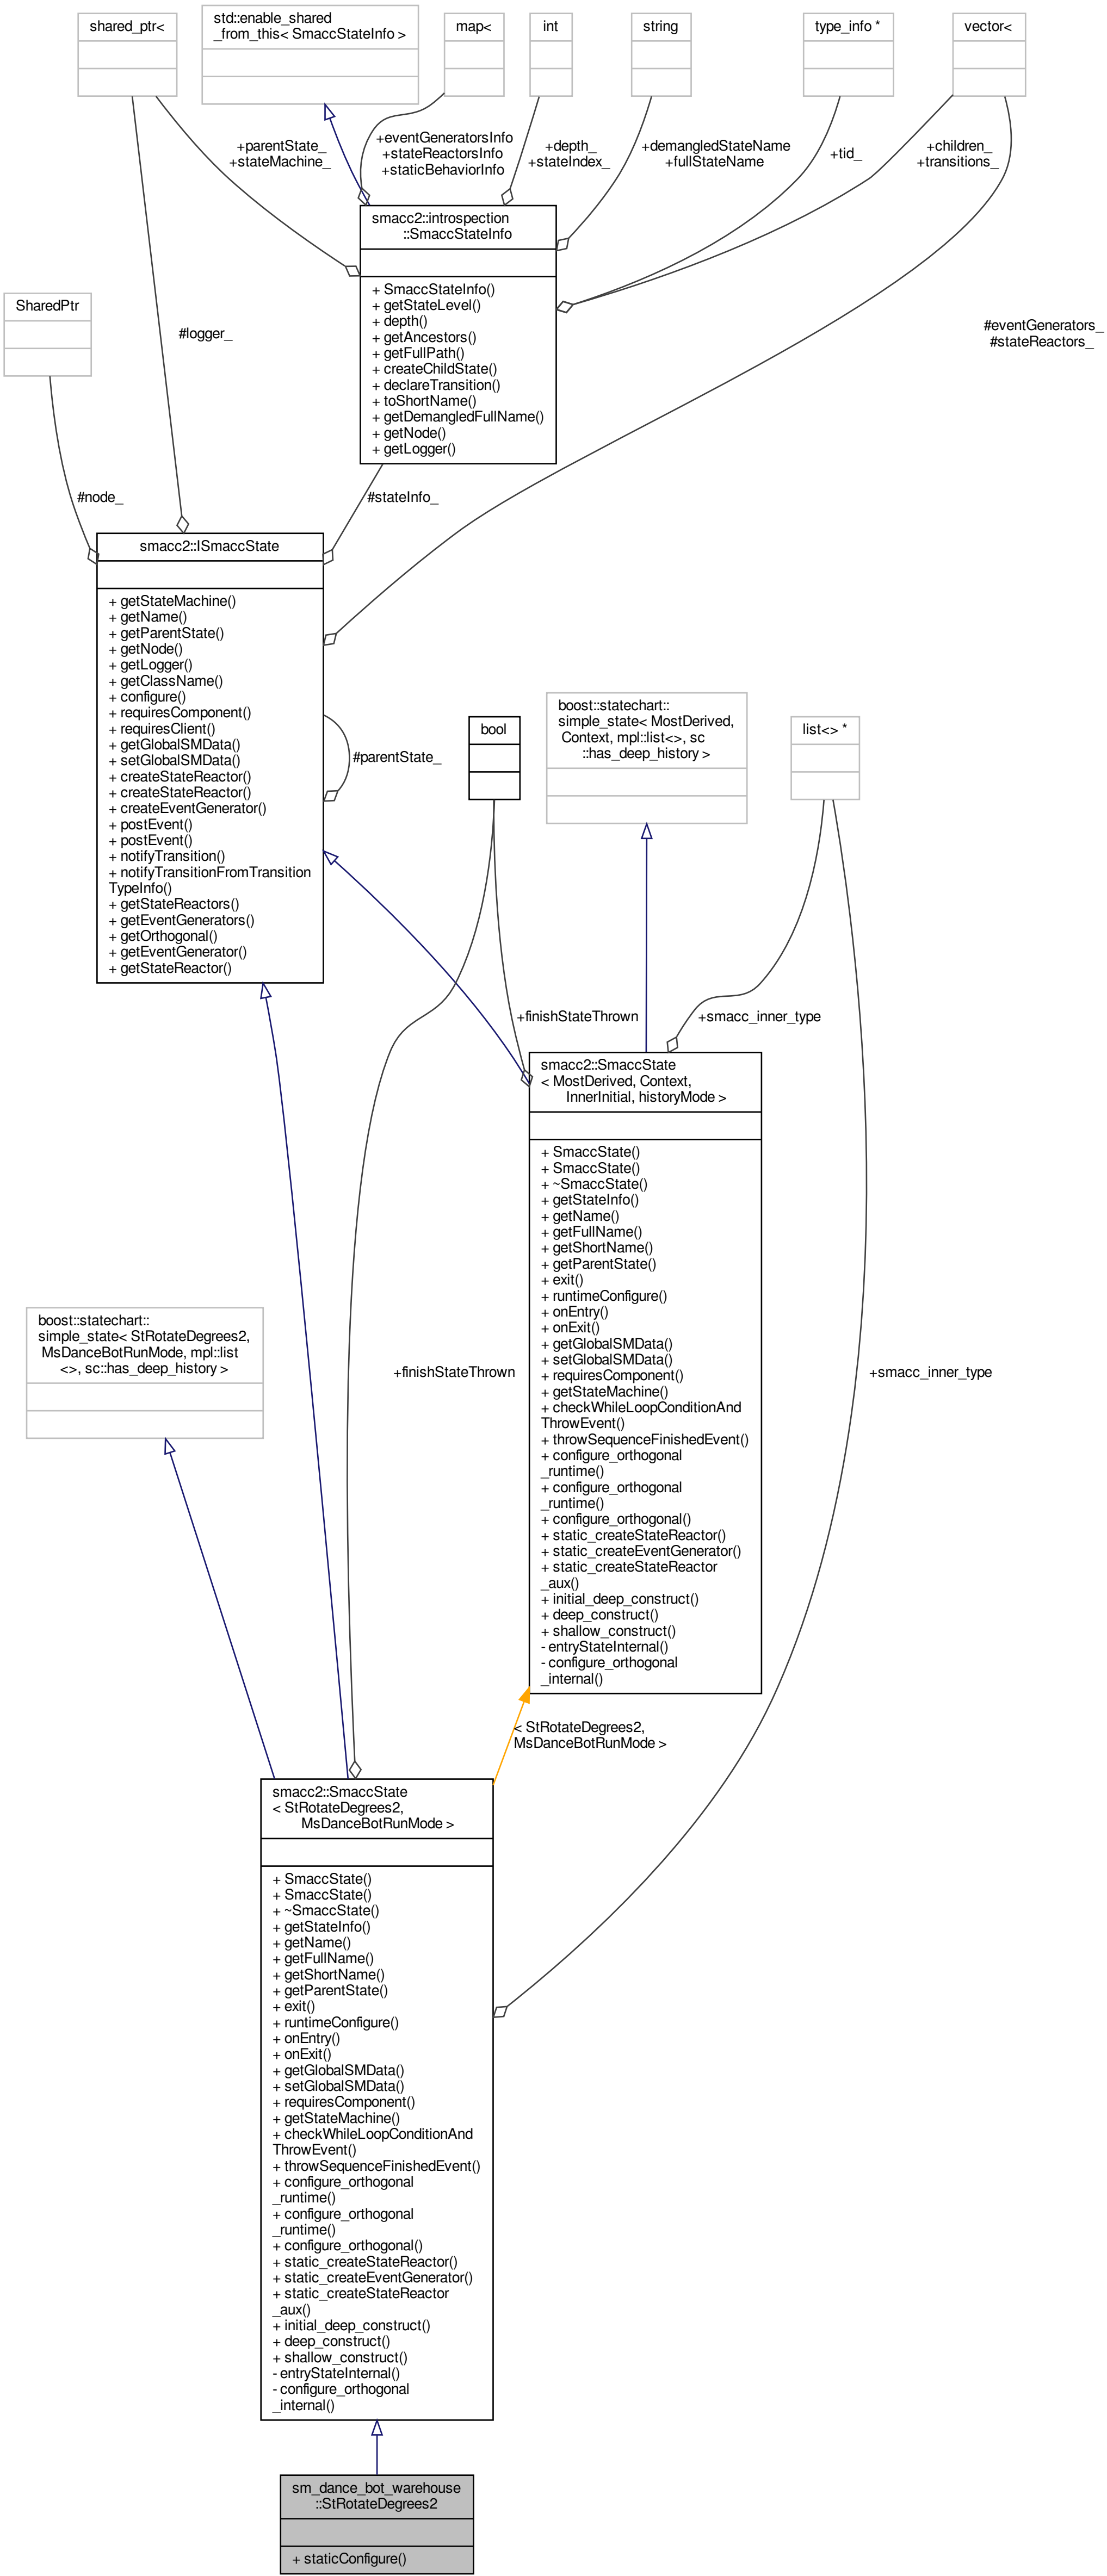 shared_ptr<
std::enable_shared
_from_this< SmaccStateInfo >
map<
int
string
type_info *
vector<
+parentState_
+stateMachine_
+eventGeneratorsInfo
+stateReactorsInfo
+staticBehaviorInfo
+depth_
+stateIndex_
+demangledStateName
+fullStateName
+tid_
+children_
+transitions_
smacc2::introspection
::SmaccStateInfo
+ SmaccStateInfo()
+ getStateLevel()
+ depth()
+ getAncestors()
+ getFullPath()
+ createChildState()
+ declareTransition()
+ toShortName()
+ getDemangledFullName()
+ getNode()
+ getLogger()
SharedPtr
#logger_
#eventGenerators_
#stateReactors_
#node_
#stateInfo_
smacc2::ISmaccState
+ getStateMachine()
+ getName()
+ getParentState()
+ getNode()
+ getLogger()
+ getClassName()
+ configure()
+ requiresComponent()
+ requiresClient()
+ getGlobalSMData()
+ setGlobalSMData()
+ createStateReactor()
+ createStateReactor()
+ createEventGenerator()
+ postEvent()
+ postEvent()
+ notifyTransition()
+ notifyTransitionFromTransition
TypeInfo()
+ getStateReactors()
+ getEventGenerators()
+ getOrthogonal()
+ getEventGenerator()
+ getStateReactor()
#parentState_
bool
boost::statechart::
simple_state< MostDerived,
Context, mpl::list<>, sc
::has_deep_history >
list<> *
+finishStateThrown
+smacc_inner_type
smacc2::SmaccState
< MostDerived, Context,
InnerInitial, historyMode >
+ SmaccState()
+ SmaccState()
+ ~SmaccState()
+ getStateInfo()
+ getName()
+ getFullName()
+ getShortName()
+ getParentState()
+ exit()
+ runtimeConfigure()
+ onEntry()
+ onExit()
+ getGlobalSMData()
+ setGlobalSMData()
+ requiresComponent()
+ getStateMachine()
+ checkWhileLoopConditionAnd
ThrowEvent()
+ throwSequenceFinishedEvent()
+ configure_orthogonal
_runtime()
+ configure_orthogonal
_runtime()
+ configure_orthogonal()
+ static_createStateReactor()
+ static_createEventGenerator()
+ static_createStateReactor
_aux()
+ initial_deep_construct()
+ deep_construct()
+ shallow_construct()
- entryStateInternal()
- configure_orthogonal
_internal()
boost::statechart::
simple_state< StRotateDegrees2,
MsDanceBotRunMode, mpl::list
<>, sc::has_deep_history >
+finishStateThrown
+smacc_inner_type
< StRotateDegrees2,
MsDanceBotRunMode >
smacc2::SmaccState
< StRotateDegrees2,
MsDanceBotRunMode >
+ SmaccState()
+ SmaccState()
+ ~SmaccState()
+ getStateInfo()
+ getName()
+ getFullName()
+ getShortName()
+ getParentState()
+ exit()
+ runtimeConfigure()
+ onEntry()
+ onExit()
+ getGlobalSMData()
+ setGlobalSMData()
+ requiresComponent()
+ getStateMachine()
+ checkWhileLoopConditionAnd
ThrowEvent()
+ throwSequenceFinishedEvent()
+ configure_orthogonal
_runtime()
+ configure_orthogonal
_runtime()
+ configure_orthogonal()
+ static_createStateReactor()
+ static_createEventGenerator()
+ static_createStateReactor
_aux()
+ initial_deep_construct()
+ deep_construct()
+ shallow_construct()
- entryStateInternal()
- configure_orthogonal
_internal()
sm_dance_bot_warehouse
::StRotateDegrees2
+ staticConfigure()